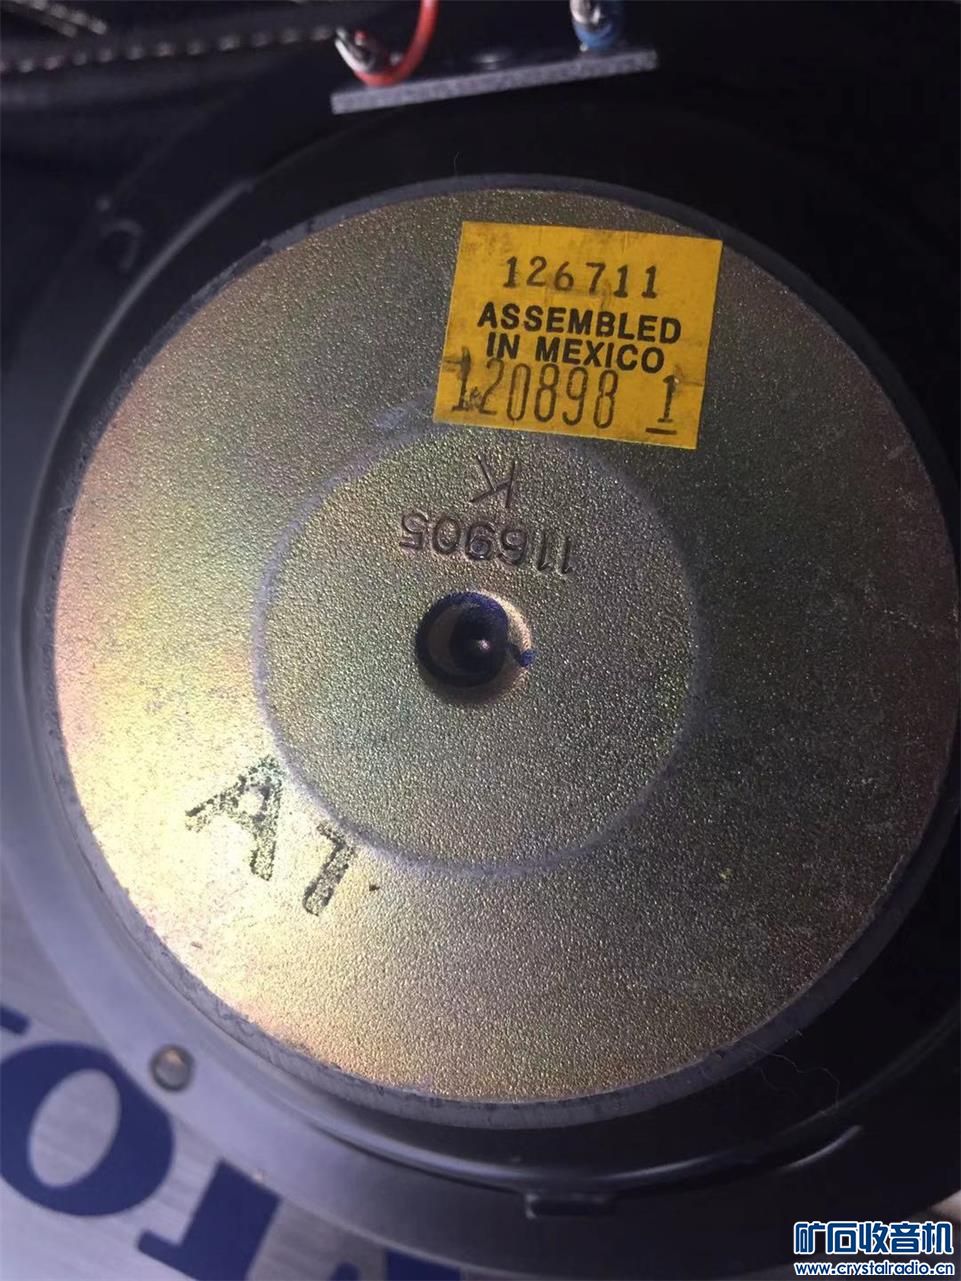 126711
ASSEMBLED
IN MEXICO
120898 1
K
116905
A1
矿石收音机
www.crystalradio.cn